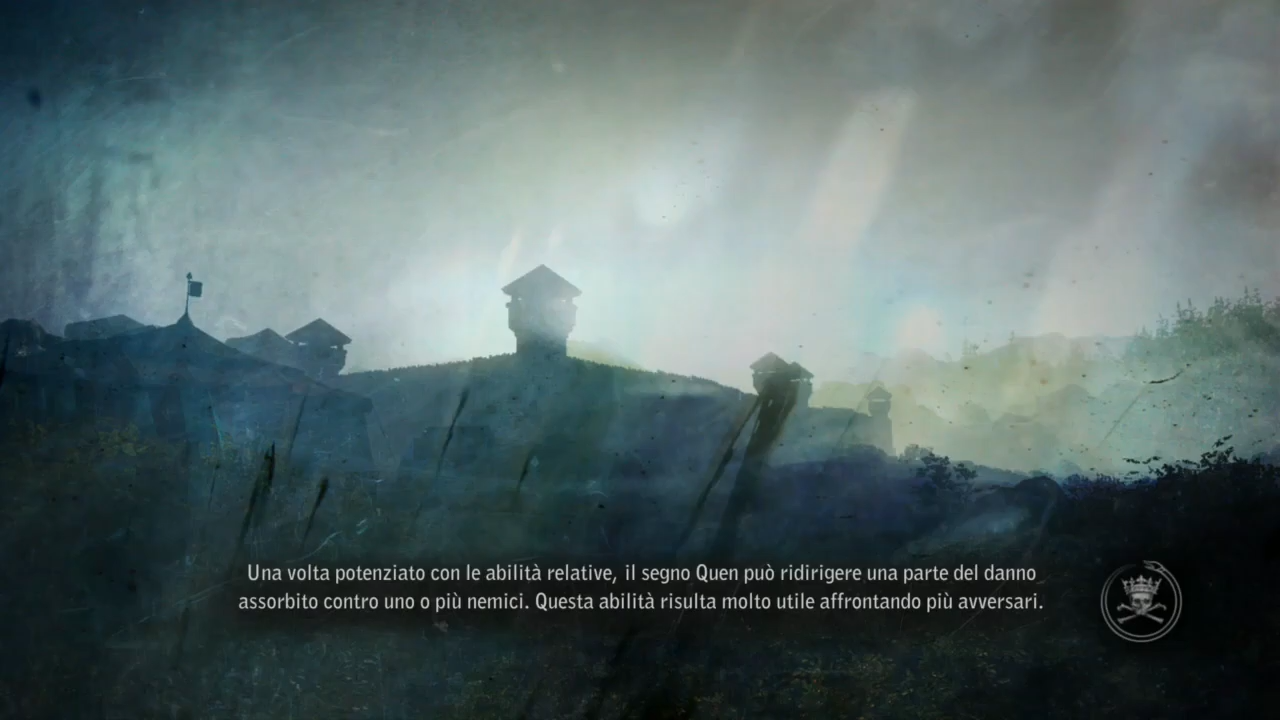 Una volta potenziato con le abilità relative, il segno Quen può ridirigere una parte del danno
assorbito contro uno o più nemici. Questa abilità risulta molto utile affrontando più avversari.